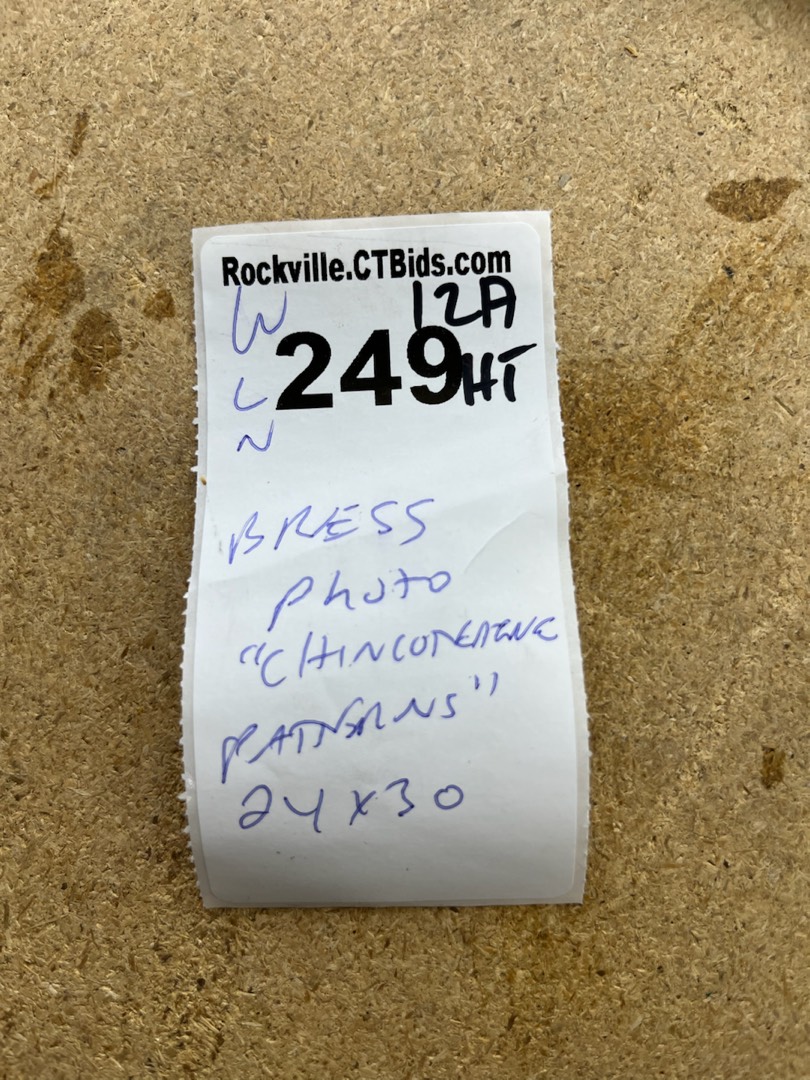 Rockville.CTBids.com
W 12A
L 249 HT
N
BRESS
Photo
"CHINCOTEAGUE
PATTERNS"
24x30